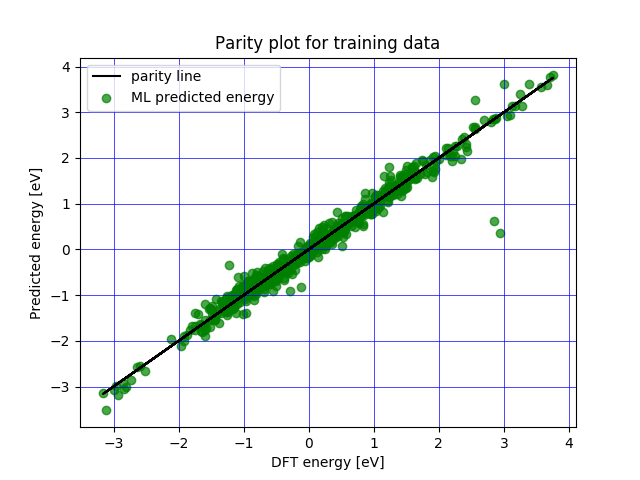 Parity plot for training data
parity line
ML predicted energy
4
3
2
1
0
−1
−2
−3
Predicted energy [eV]
−3 −2 −1 0 1 2 3 4
DFT energy [eV]